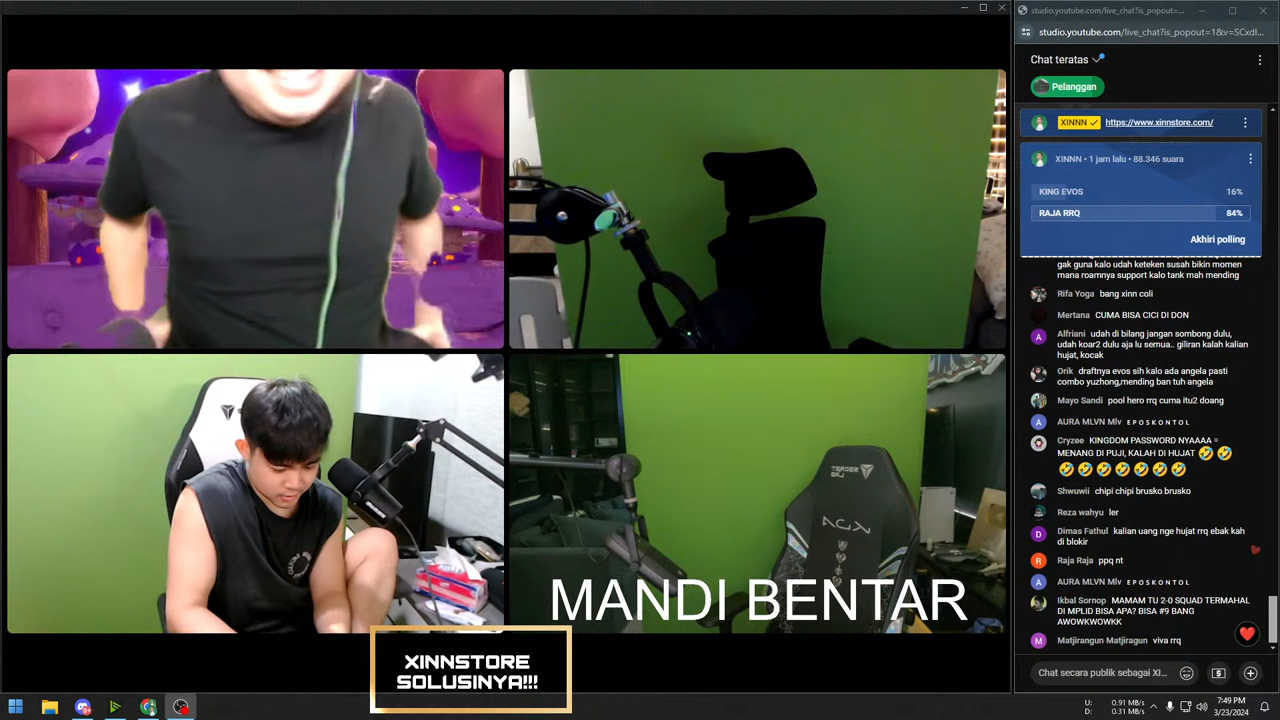 studio.youtube.com/live_chat?is_popout=...
studio.youtube.com/live_chat?is_popout=1&v=SCxdI...
Chat teratas
Pelanggan
XINNN https://www.xinnstore.com/
XINNN • 1 jam lalu • 88.346 suara
KING EVOS 16%
RAJA RRQ 84%
Akhiri polling
gak guna kalo udah keteken susah bikin momen
mana roamnya support kalo tank mah mending
Rifa Yoga bang xinn coli
Mertana CUMA BISA CICI DI DON
Alfriani udah di bilang jangan sombong dulu,
udah koar2 dulu aja lu semua.. giliran kalah kalian
hujat, kocak
Orik draftnya evos sih kalo ada angela pasti
combo yuzhong,mending ban tuh angela
Mayo Sandi pool hero rrq cuma itu2 doang
AURA MLVN Mlv E P O S K O N T O L
Cryzee KINGDOM PASSWORD NYAAAA =
MENANG DI PUJI, KALAH DI HUJAT 🤣 🤣
🤣 🤣 🤣 🤣 🤣 🤣 🤣
Shwuwii chipi chipi brusko brusko
Reza wahyu ler
Dimas Fathul kalian uang nge hujat rrq ebak kah
di blokir
Raja Raja ppq nt
AURA MLVN Mlv E P O S K O N T O L
Ikbal Sornop MAMAM TU 2-0 SQUAD TERMAHAL
DI MPLID BISA APA? BISA #9 BANG
AWOKWOWKK
Matjirangun Matjiragun viva rrq
Chat secara publik sebagai XI...
SECRET
LAB
MANDI BENTAR
XINNSTORE
SOLUSINYA!!!
U: 0.91 MB/s
D: 0.31 MB/s
7:49 PM
3/23/2024